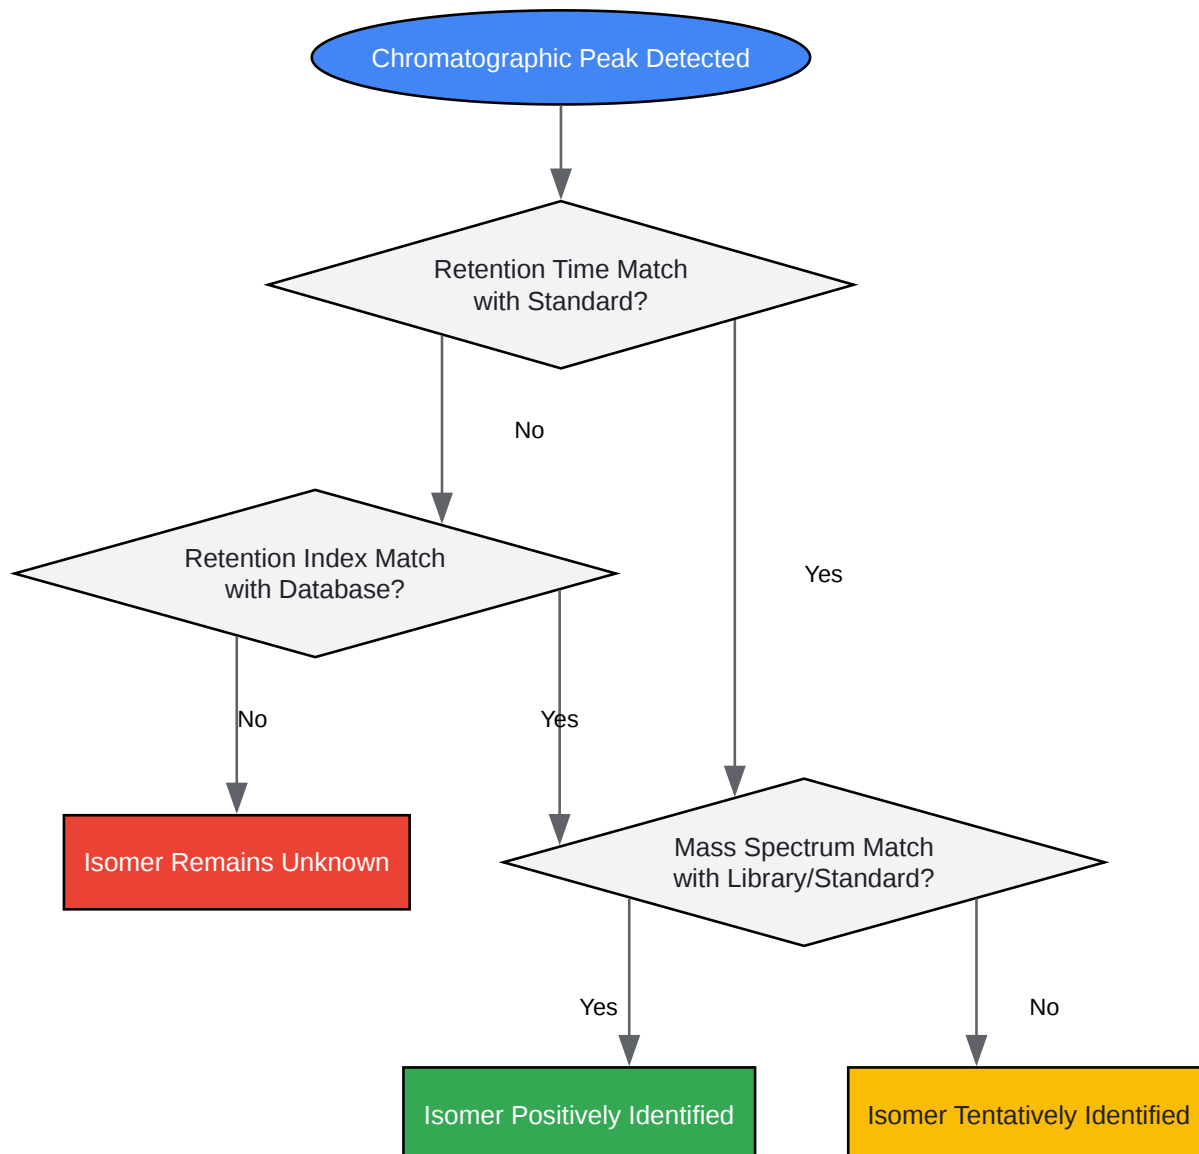 Chromatographic Peak Detected
Retention Time Match
with Standard?
No
Retention Index Match
with Database?
Yes
No
Yes
Mass Spectrum Match
with Library/Standard?
Isomer Remains Unknown
Yes
No
Isomer Positively Identified
Isomer Tentatively Identified